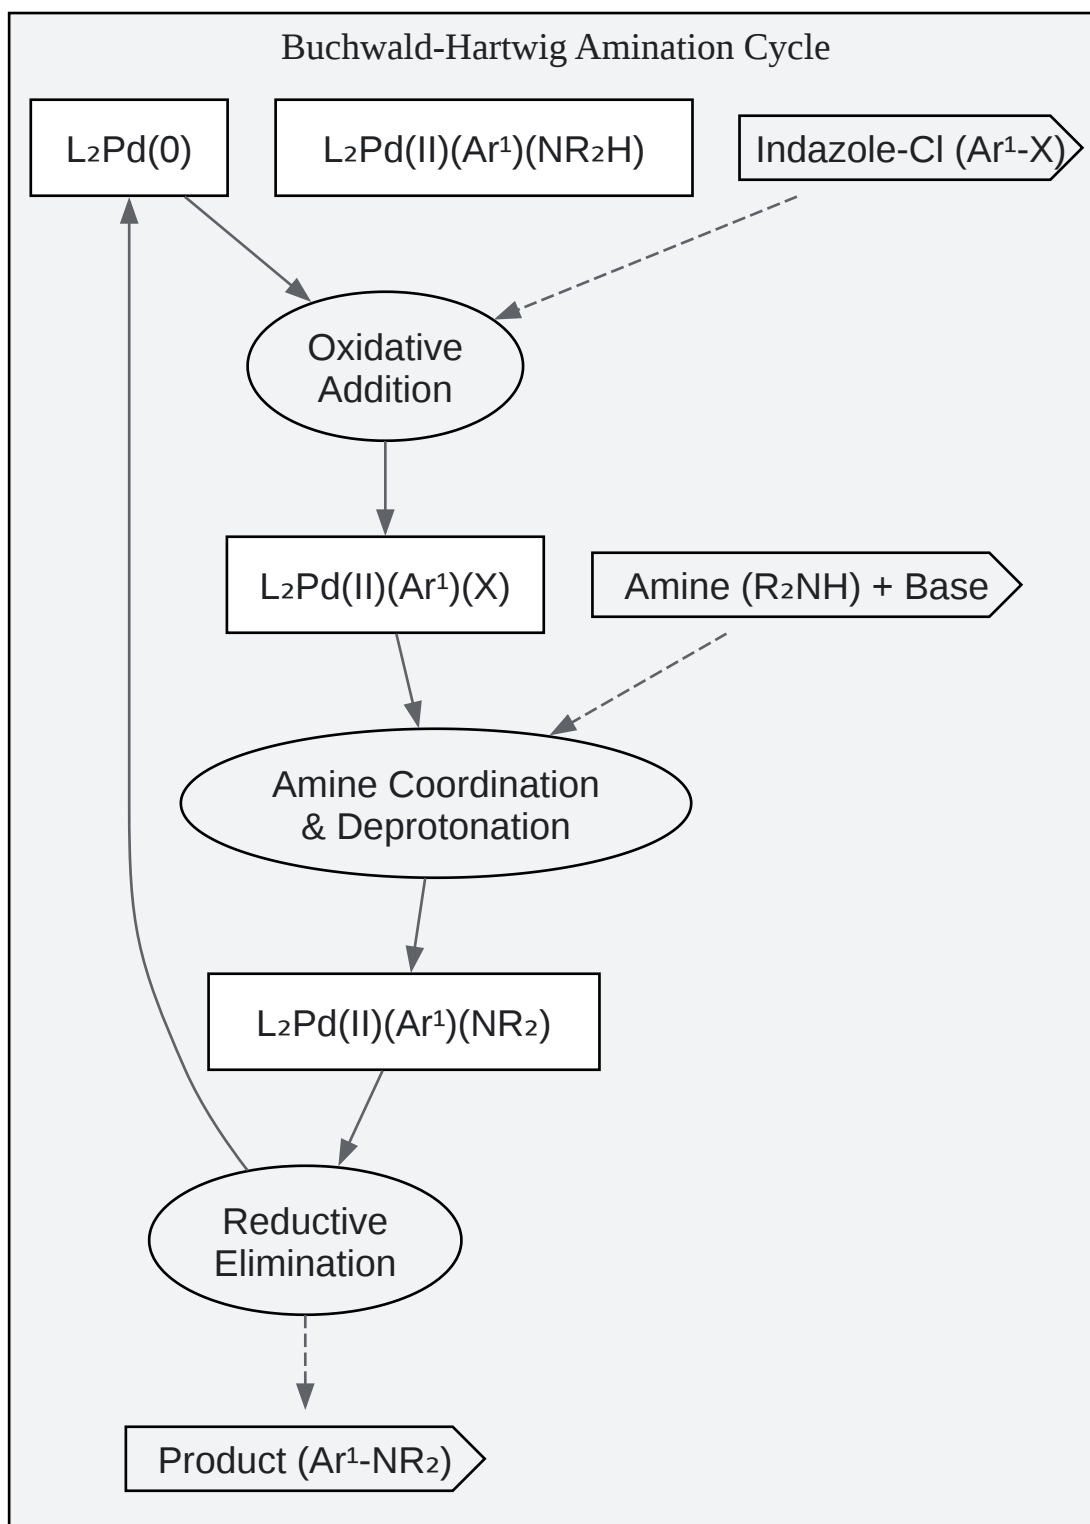 Buchwald-Hartwig Amination Cycle
L₂Pd(0)
L₂Pd(II)(Ar¹)(NR₂H)
Indazole-Cl (Ar¹-X)
Oxidative
Addition
L₂Pd(II)(Ar¹)(X)
Amine (R₂NH) + Base
Amine Coordination
& Deprotonation
L₂Pd(II)(Ar¹)(NR₂)
Reductive
Elimination
Product (Ar¹-NR₂)